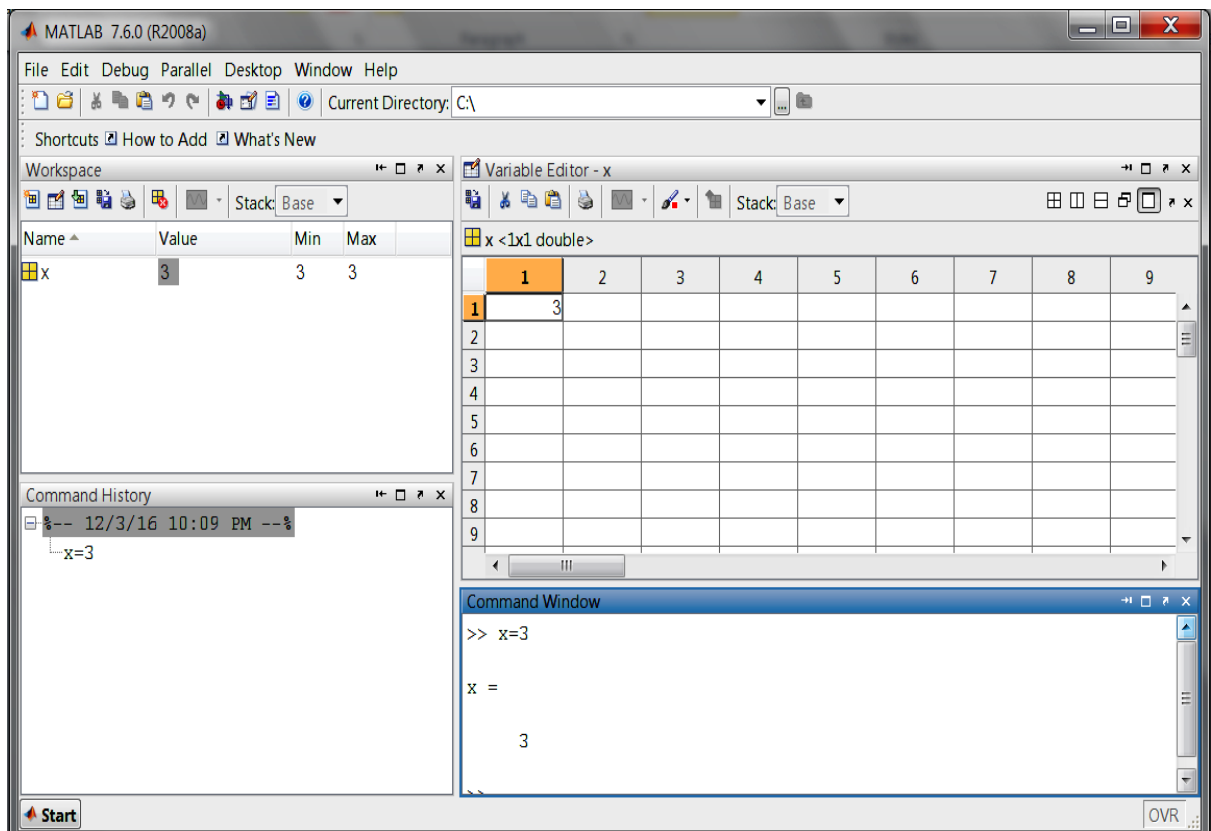 MATLAB 7.6.0 (R2008a)
File Edit Debug Parallel Desktop Window Help
Current Directory: C:\
Shortcuts How to Add What's New
Workspace
Stack: Base
Name Value Min Max
x 3 3 3
Command History
%-- 12/3/16 10:09 PM --%
x=3
Variable Editor - x
Stack: Base
x <1x1 double>
1 2 3 4 5 6 7 8 9
1 3
2
3
4
5
6
7
8
9
Command Window
>> x=3
x =
3
>>
Start
OVR